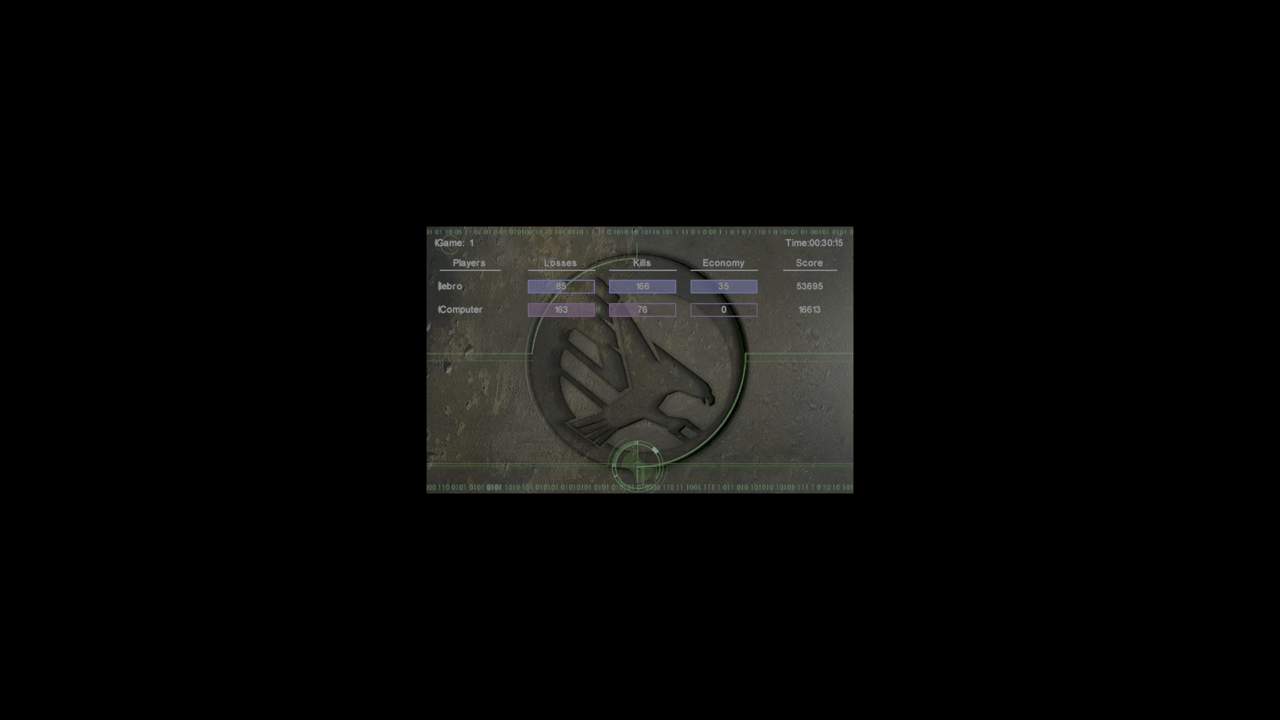 Game: 1 Time:00:30:15
Players Losses Kills Economy Score
lebro 65 166 35 53695
Computer 163 76 0 16613